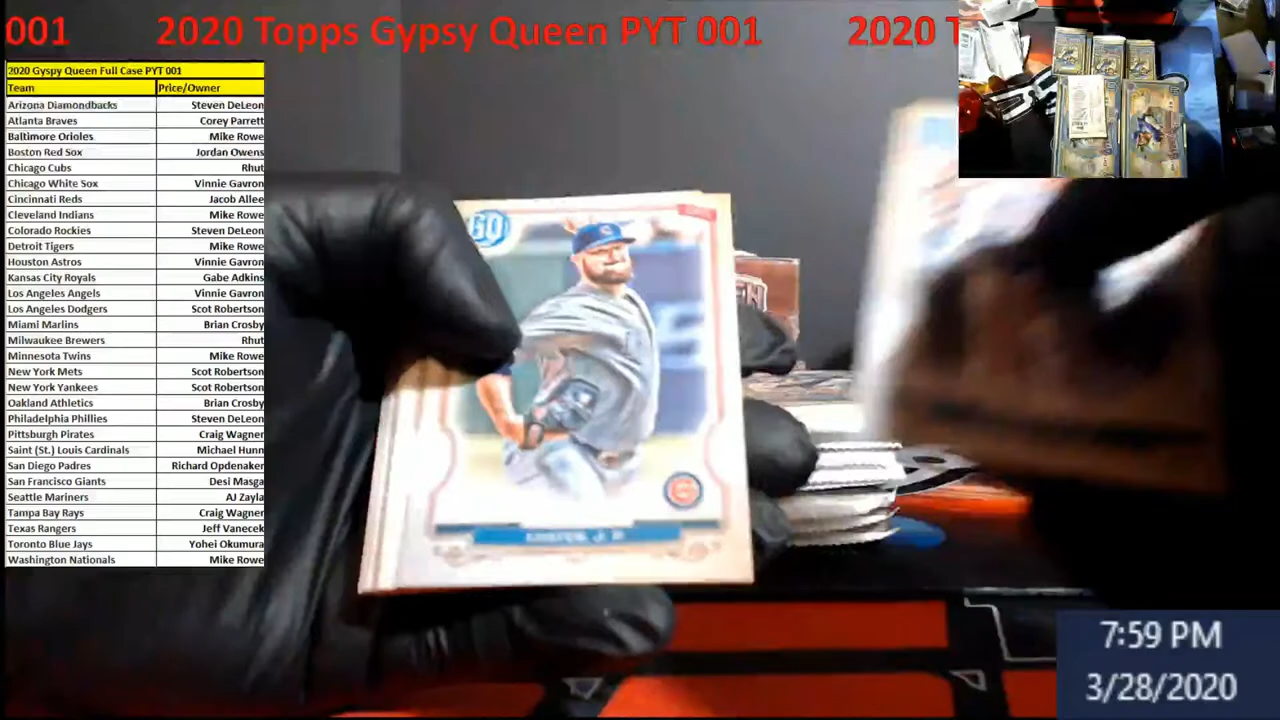 001 2020 Topps Gypsy Queen PYT 001 2020 T
2020 Gyspy Queen Full Case PYT 001
Team Price/Owner
Arizona Diamondbacks Steven DeLeon
Atlanta Braves Corey Parrett
Baltimore Orioles Mike Rowe
Boston Red Sox Jordan Owens
Chicago Cubs Rhut
Chicago White Sox Vinnie Gavron
Cincinnati Reds Jacob Allee
Cleveland Indians Mike Rowe
Colorado Rockies Steven DeLeon
Detroit Tigers Mike Rowe
Houston Astros Vinnie Gavron
Kansas City Royals Gabe Adkins
Los Angeles Angels Vinnie Gavron
Los Angeles Dodgers Scot Robertson
Miami Marlins Brian Crosby
Milwaukee Brewers Rhut
Minnesota Twins Mike Rowe
New York Mets Scot Robertson
New York Yankees Scot Robertson
Oakland Athletics Brian Crosby
Philadelphia Phillies Steven DeLeon
Pittsburgh Pirates Craig Wagner
Saint (St.) Louis Cardinals Michael Hunn
San Diego Padres Richard Opdenaker
San Francisco Giants Desi Masga
Seattle Mariners AJ Zayla
Tampa Bay Rays Craig Wagner
Texas Rangers Jeff Vanecek
Toronto Blue Jays Yohei Okumura
Washington Nationals Mike Rowe
GQ
C
7:59 PM
3/28/2020